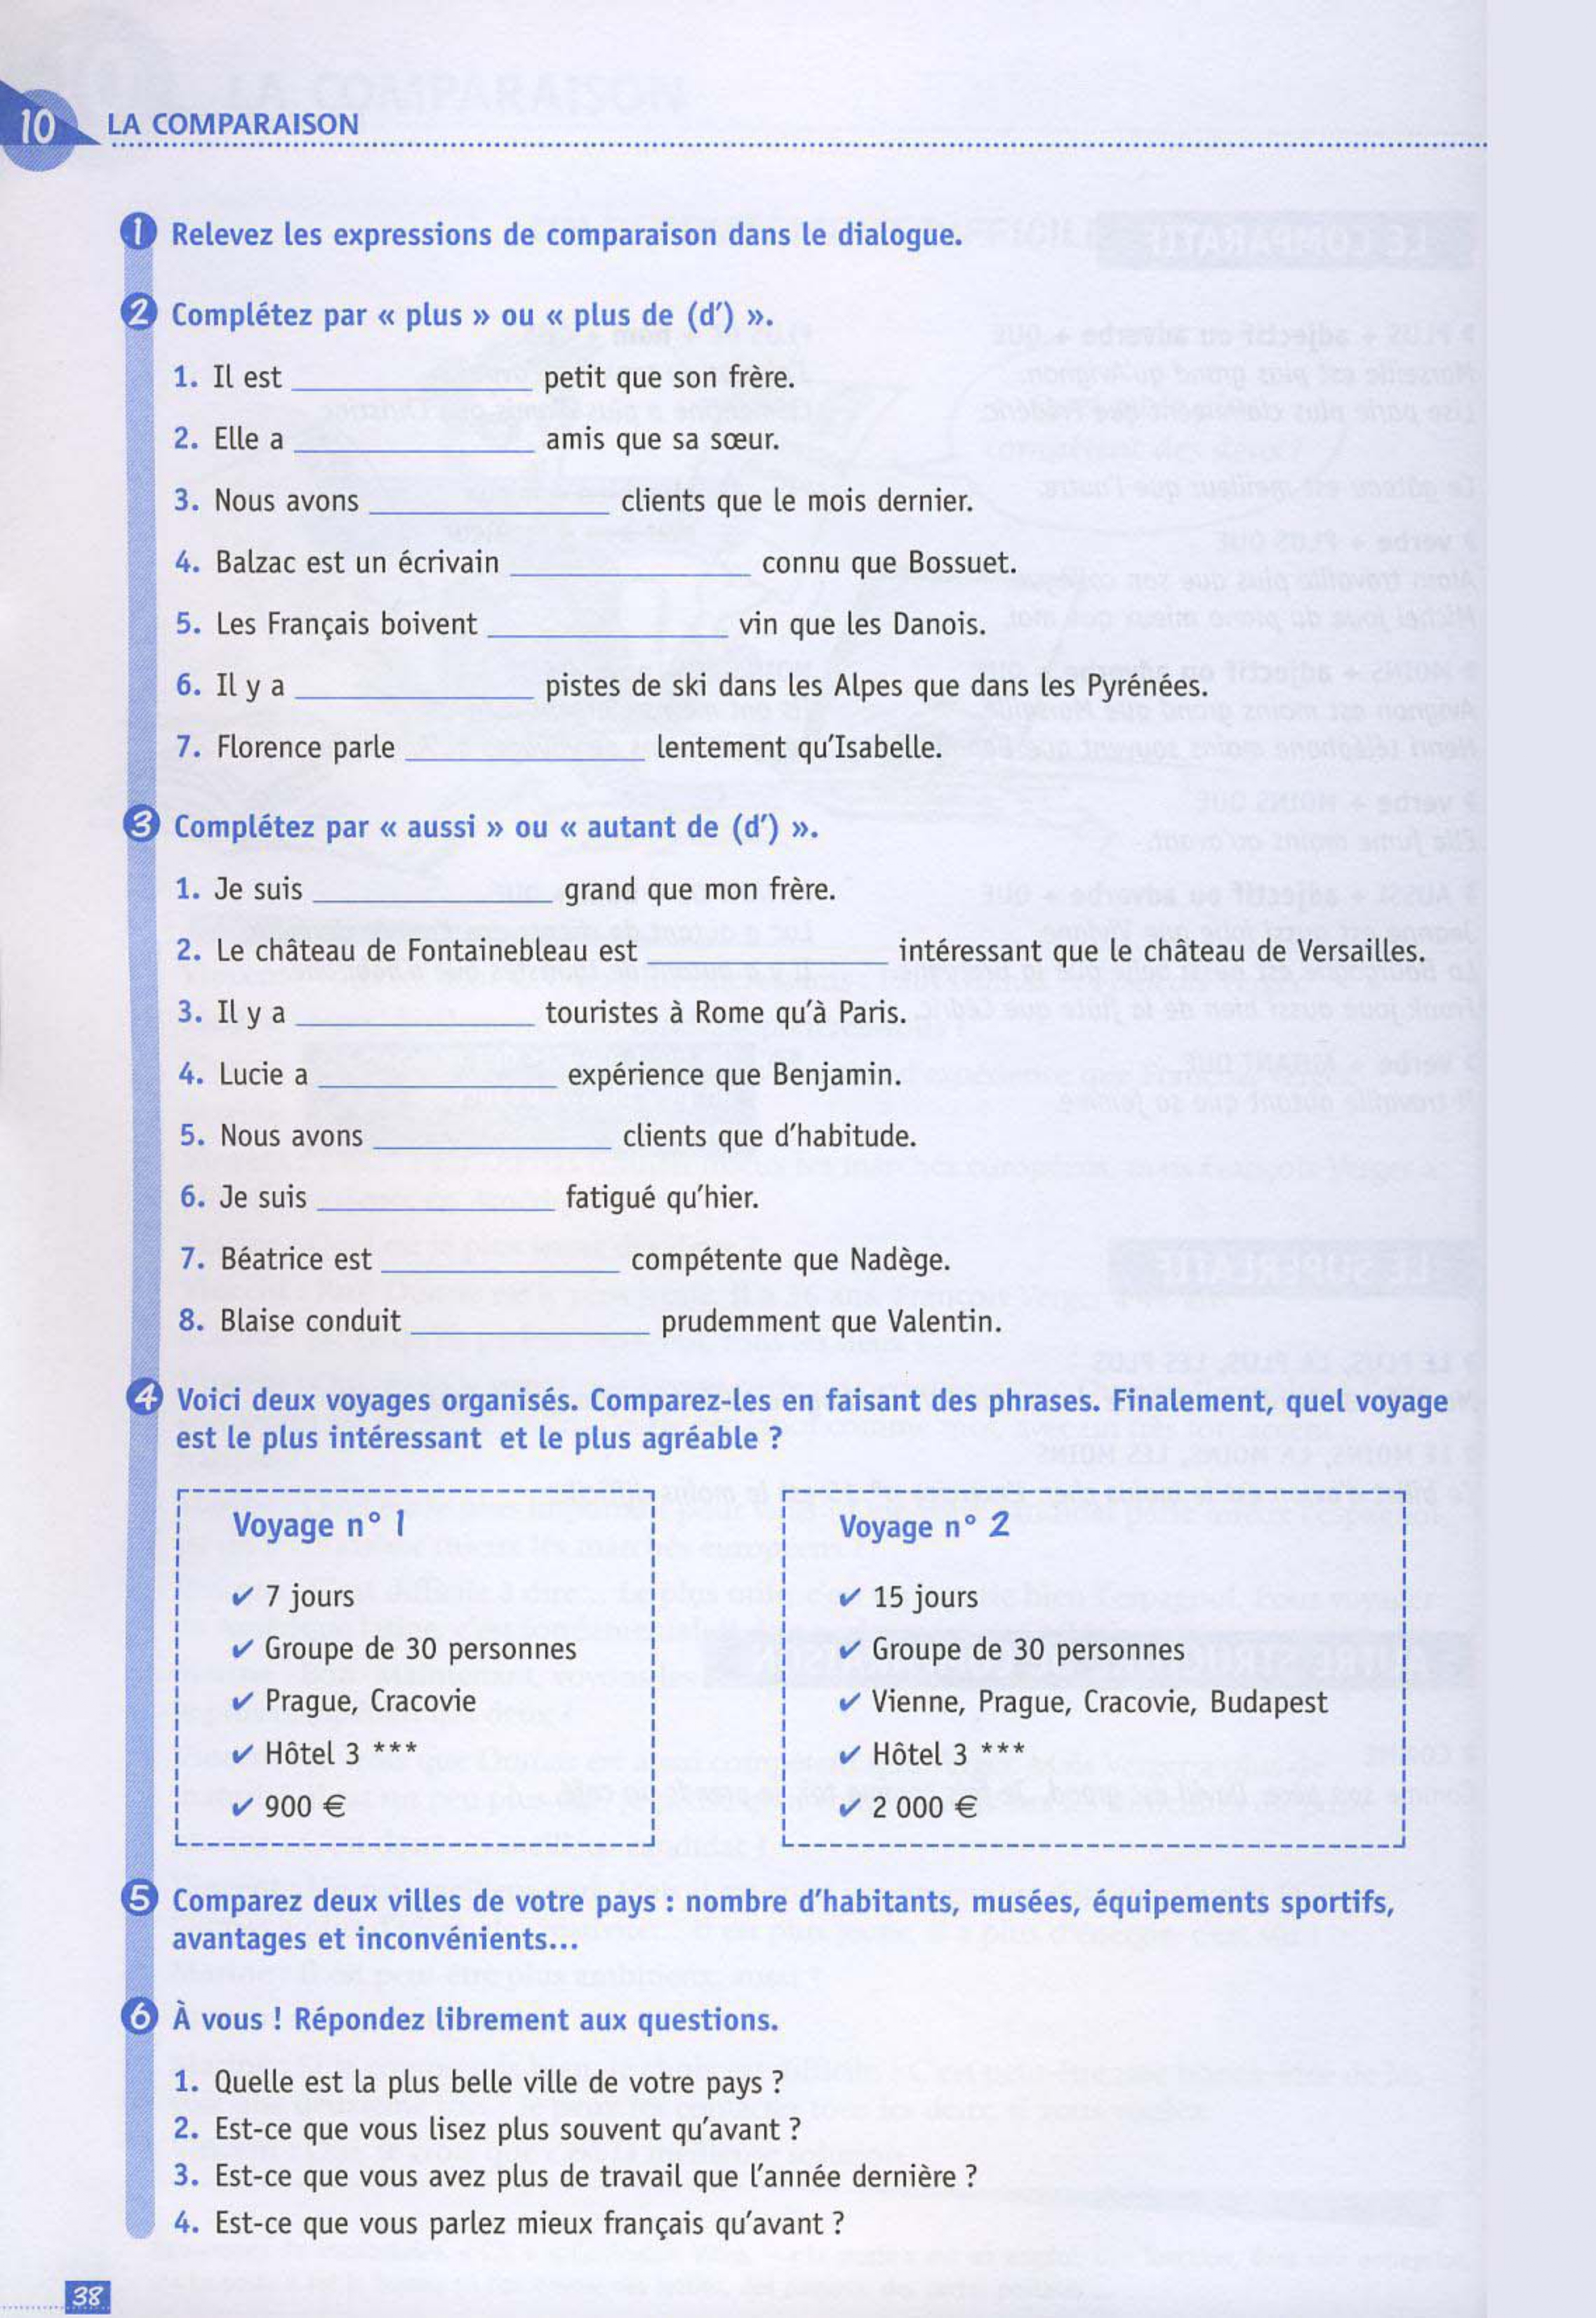 10 LA COMPARAISON
1 Relevez les expressions de comparaison dans le dialogue.
2 Complétez par « plus » ou « plus de (d') ».
1. Il est ____________ petit que son frère.
2. Elle a ____________ amis que sa sœur.
3. Nous avons ____________ clients que le mois dernier.
4. Balzac est un écrivain ____________ connu que Bossuet.
5. Les Français boivent ____________ vin que les Danois.
6. Il y a ____________ pistes de ski dans les Alpes que dans les Pyrénées.
7. Florence parle ____________ lentement qu'Isabelle.
3 Complétez par « aussi » ou « autant de (d') ».
1. Je suis ____________ grand que mon frère.
2. Le château de Fontainebleau est ____________ intéressant que le château de Versailles.
3. Il y a ____________ touristes à Rome qu'à Paris.
4. Lucie a ____________ expérience que Benjamin.
5. Nous avons ____________ clients que d'habitude.
6. Je suis ____________ fatigué qu'hier.
7. Béatrice est ____________ compétente que Nadège.
8. Blaise conduit ____________ prudemment que Valentin.
4 Voici deux voyages organisés. Comparez-les en faisant des phrases. Finalement, quel voyage
est le plus intéressant et le plus agréable ?
Voyage n° 1
✔ 7 jours
✔ Groupe de 30 personnes
✔ Prague, Cracovie
✔ Hôtel 3 ***
✔ 900 €
Voyage n° 2
✔ 15 jours
✔ Groupe de 30 personnes
✔ Vienne, Prague, Cracovie, Budapest
✔ Hôtel 3 ***
✔ 2 000 €
5 Comparez deux villes de votre pays : nombre d'habitants, musées, équipements sportifs,
avantages et inconvénients...
6 À vous ! Répondez librement aux questions.
1. Quelle est la plus belle ville de votre pays ?
2. Est-ce que vous lisez plus souvent qu'avant ?
3. Est-ce que vous avez plus de travail que l'année dernière ?
4. Est-ce que vous parlez mieux français qu'avant ?
38